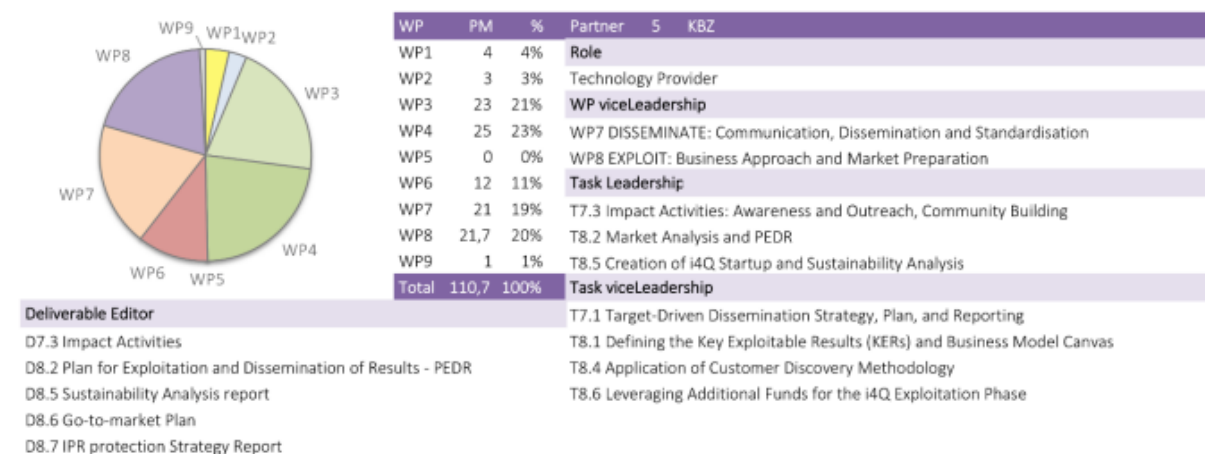 WP9 WP1 WP2
WP8
WP3
WP7
WP4
WP6 WP5
WP PM % Partner 5 KBZ
WP1 4 4% Role
WP2 3 3% Technology Provider
WP3 23 21% WP viceLeadership
WP4 25 23% WP7 DISSEMINATE: Communication, Dissemination and Standardisation
WP5 0 0% WP8 EXPLOIT: Business Approach and Market Preparation
WP6 12 11% Task Leadership
WP7 21 19% T7.3 Impact Activities: Awareness and Outreach, Community Building
WP8 21,7 20% T8.2 Market Analysis and PEDR
WP9 1 1% T8.5 Creation of i4Q Startup and Sustainability Analysis
Total 110,7 100% Task viceLeadership
Deliverable Editor T7.1 Target-Driven Dissemination Strategy, Plan, and Reporting
D7.3 Impact Activities T8.1 Defining the Key Exploitable Results (KERs) and Business Model Canvas
D8.2 Plan for Exploitation and Dissemination of Results - PEDR T8.4 Application of Customer Discovery Methodology
D8.5 Sustainability Analysis report T8.6 Leveraging Additional Funds for the i4Q Exploitation Phase
D8.6 Go-to-market Plan
D8.7 IPR protection Strategy Report